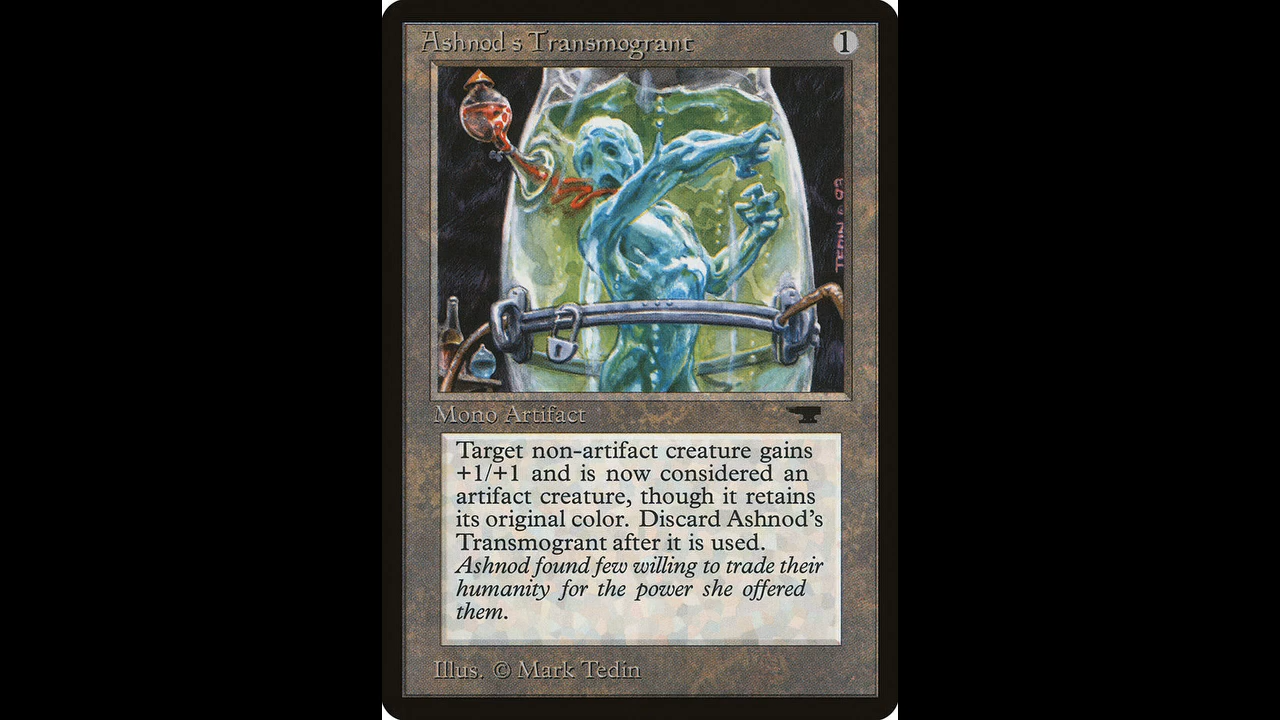 Ashnod's Transmogrant
1
TEDIN © 93
Mono Artifact
Target non-artifact creature gains
+1/+1 and is now considered an
artifact creature, though it retains
its original color. Discard Ashnod's
Transmogrant after it is used.
Ashnod found few willing to trade their
humanity for the power she offered
them.
Illus. © Mark Tedin